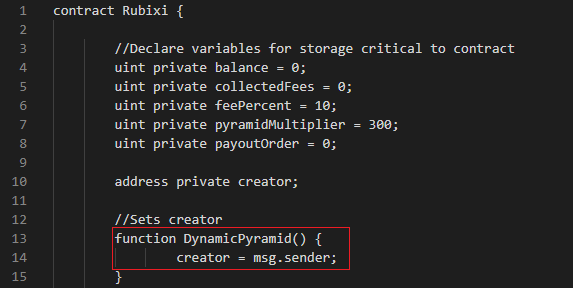 1 contract Rubixi {
2
3 //Declare variables for storage critical to contract
4 uint private balance = 0;
5 uint private collectedFees = 0;
6 uint private feePercent = 10;
7 uint private pyramidMultiplier = 300;
8 uint private payoutOrder = 0;
9
10 address private creator;
11
12 //Sets creator
13 function DynamicPyramid() {
14 creator = msg.sender;
15 }